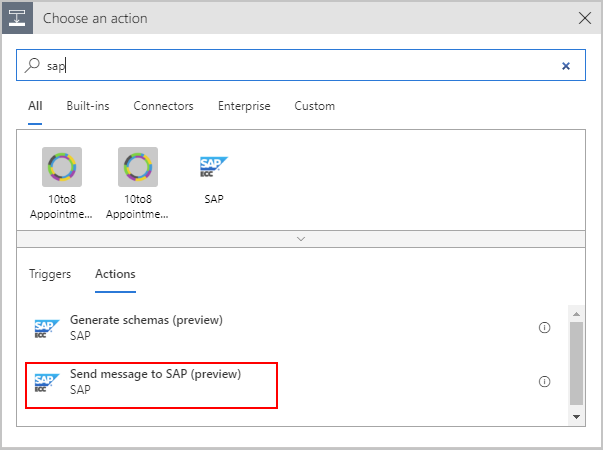 Choose an action
sap
All Built-ins Connectors Enterprise Custom
10to8 Appointme...
10to8 Appointme...
SAP ECC
SAP
Triggers Actions
SAP ECC
Generate schemas (preview)
SAP
SAP ECC
Send message to SAP (preview)
SAP